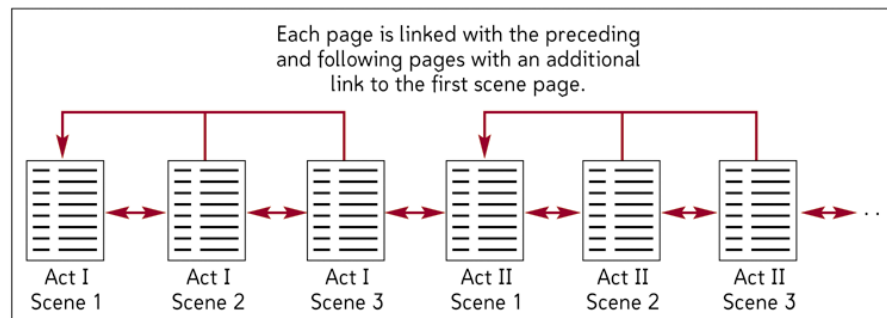 Each page is linked with the preceding
and following pages with an additional
link to the first scene page.
Act I
Scene 1
Act I
Scene 2
Act I
Scene 3
Act II
Scene 1
Act II
Scene 2
Act II
Scene 3